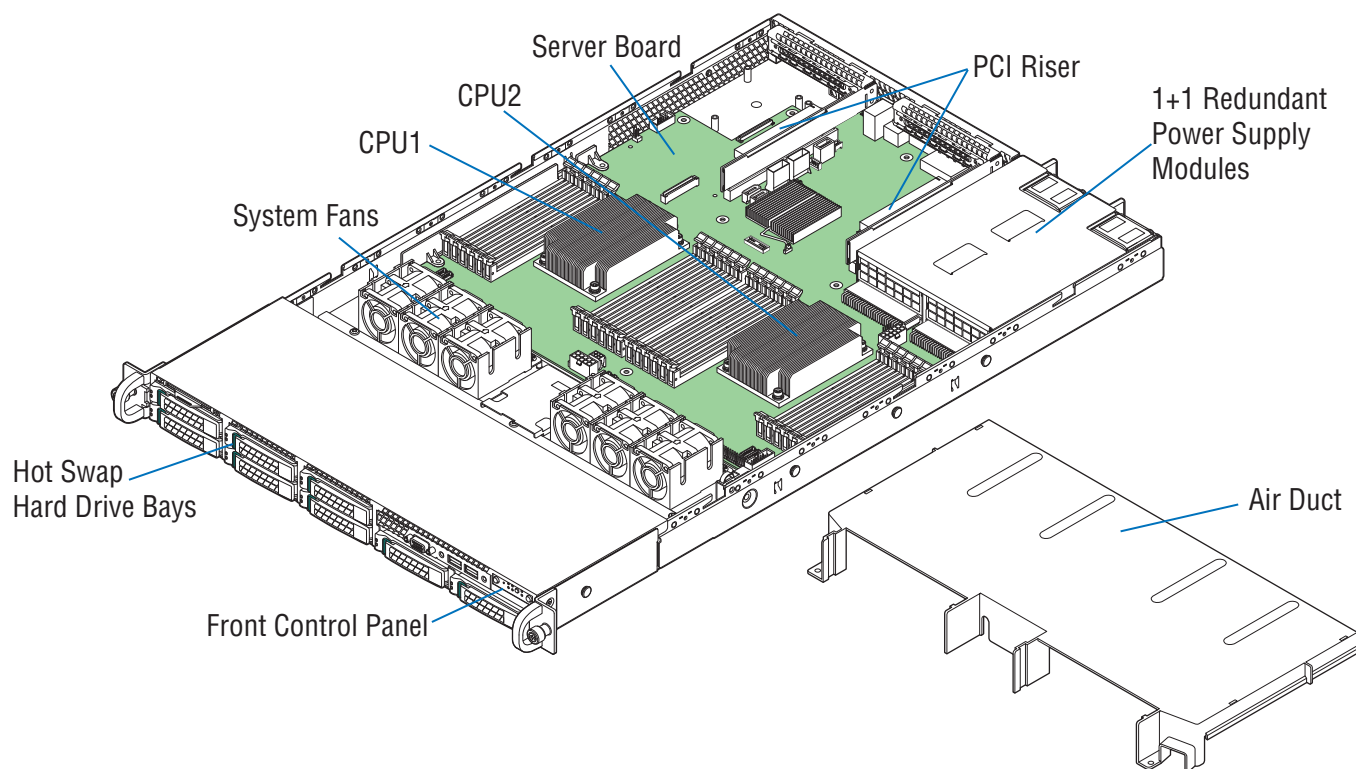 Server Board
PCI Riser
CPU2
1+1 Redundant
Power Supply
Modules
CPU1
System Fans
Hot Swap
Hard Drive Bays
Air Duct
Front Control Panel